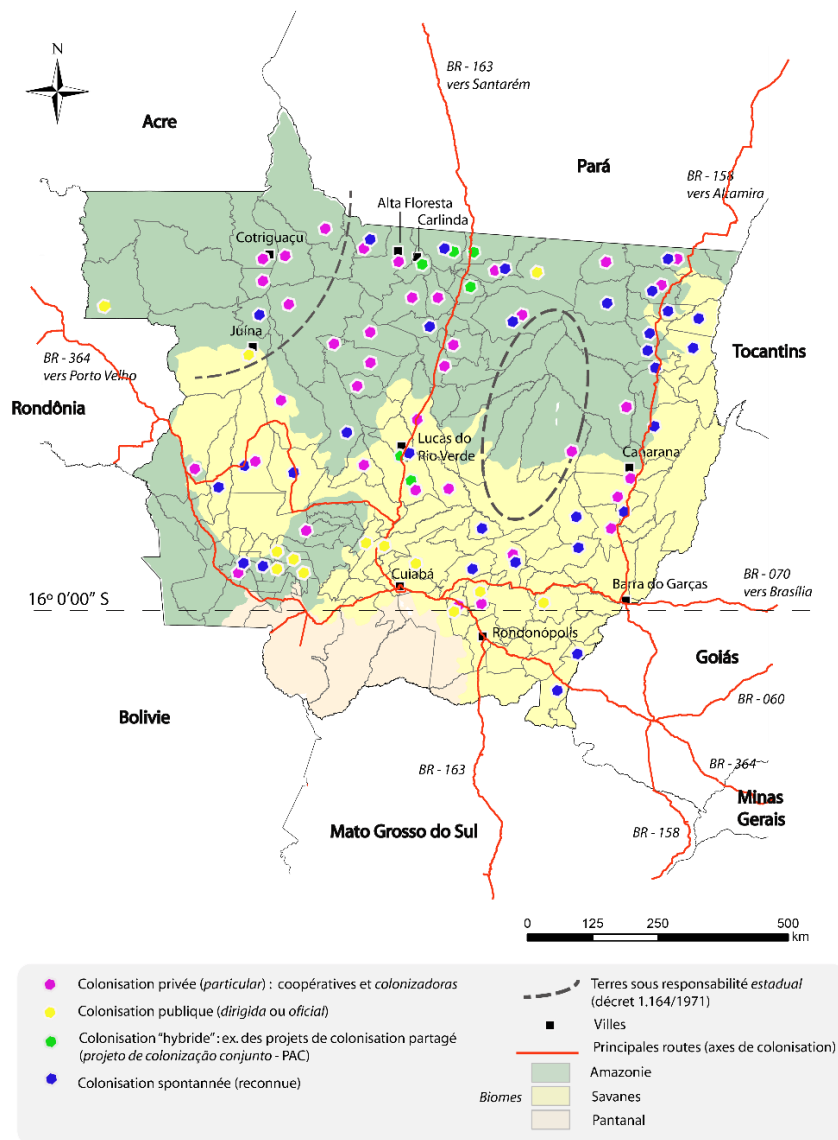 N
BR - 163
vers Santarém
Acre
Pará
BR - 158
vers Altamira
Alta Floresta
Carlinda
Cotriguaçu
Juína
BR - 364
vers Porto Velho
Tocantins
Rondônia
Lucas do
Rio Verde
Canarana
Cuiabá
Barra do Garças
BR - 070
vers Brasília
16º 0'00" S
Rondonópolis
Goiás
BR - 060
Bolivie
BR - 163
BR - 364
Minas
Gerais
Mato Grosso do Sul
BR - 158
0 125 250 500
km
Colonisation privée (particular) : coopératives et colonizadoras
Colonisation publique (dirigida ou oficial)
Colonisation "hybride" : ex. des projets de colonisation partagé
(projeto de colonização conjunto - PAC)
Colonisation spontannée (reconnue)
Terres sous responsabilité estadual
(décret 1.164/1971)
Villes
Principales routes (axes de colonisation)
Amazonie
Biomes Savanes
Pantanal